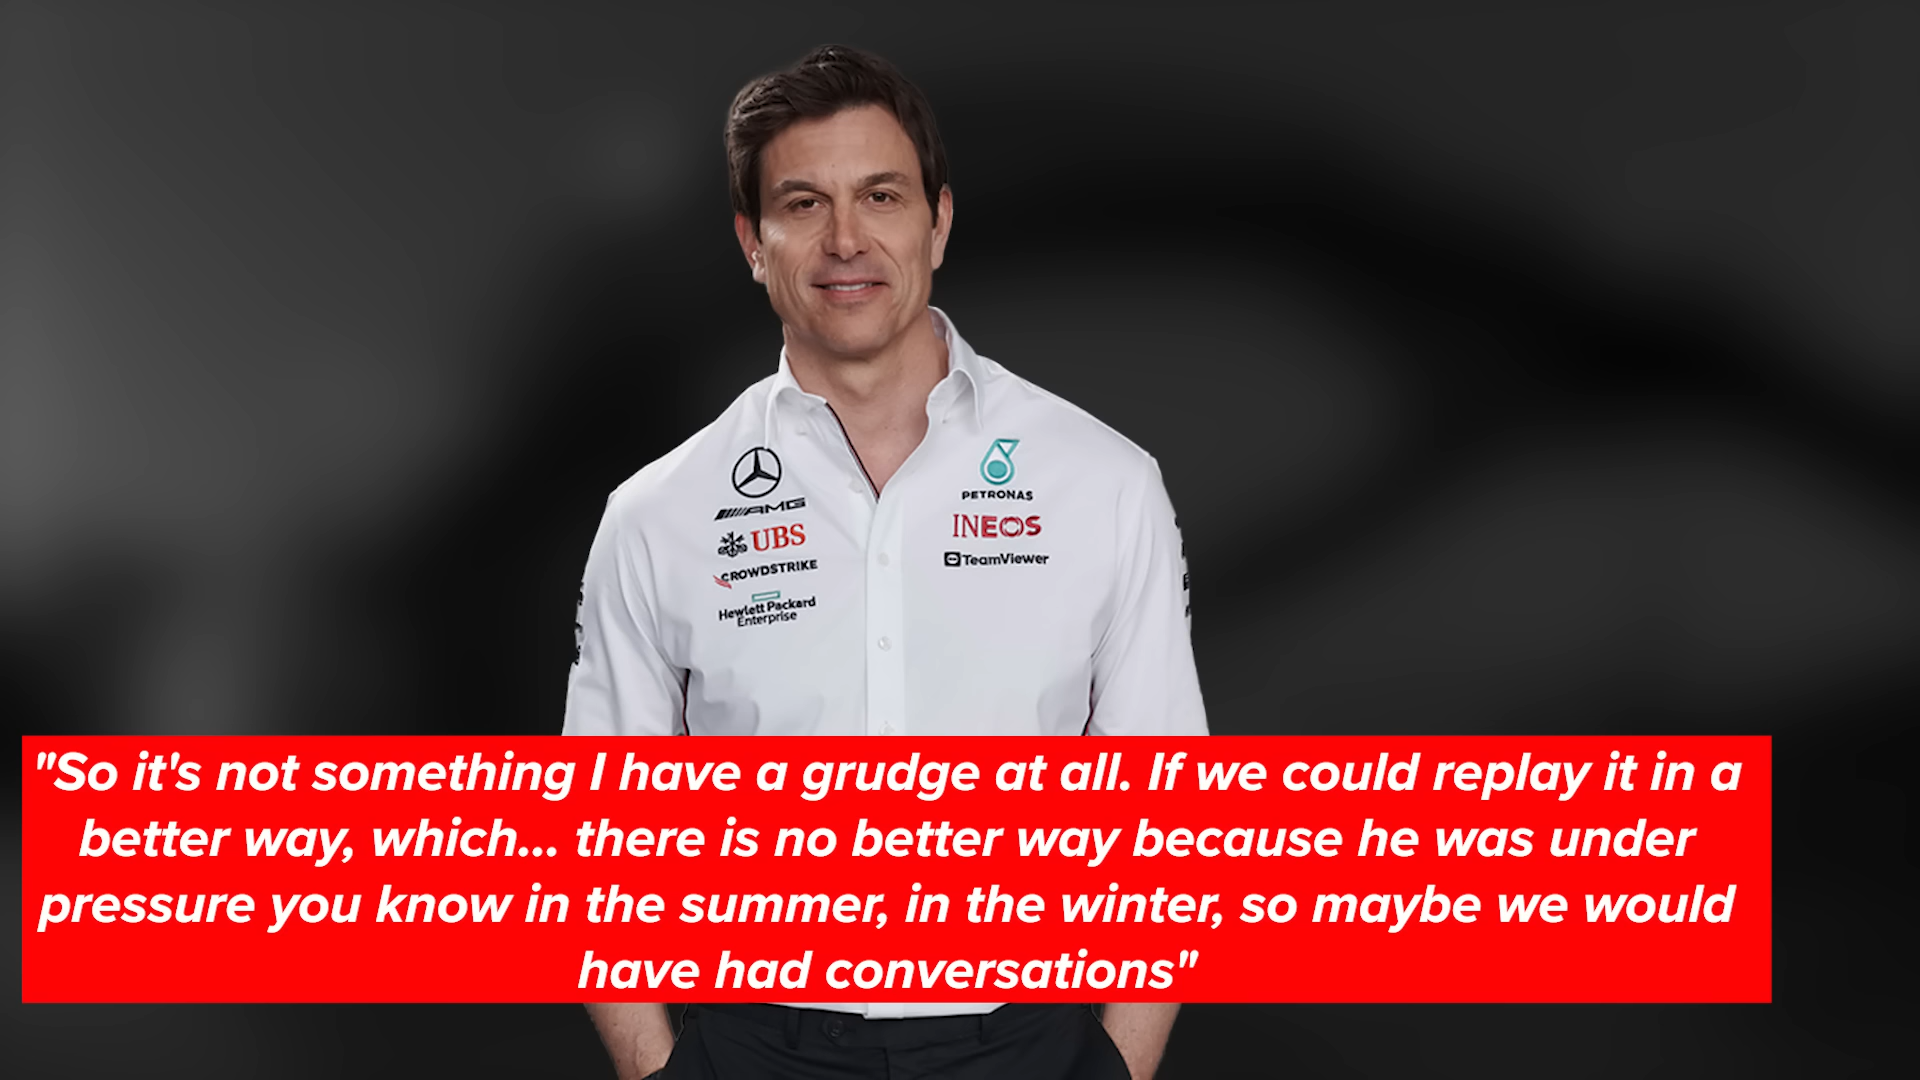 AMG
UBS
CROWDSTRIKE
Hewlett Packard
Enterprise
PETRONAS
INEOS
TeamViewer
"So it's not something I have a grudge at all. If we could replay it in a
better way, which... there is no better way because he was under
pressure you know in the summer, in the winter, so maybe we would
have had conversations"